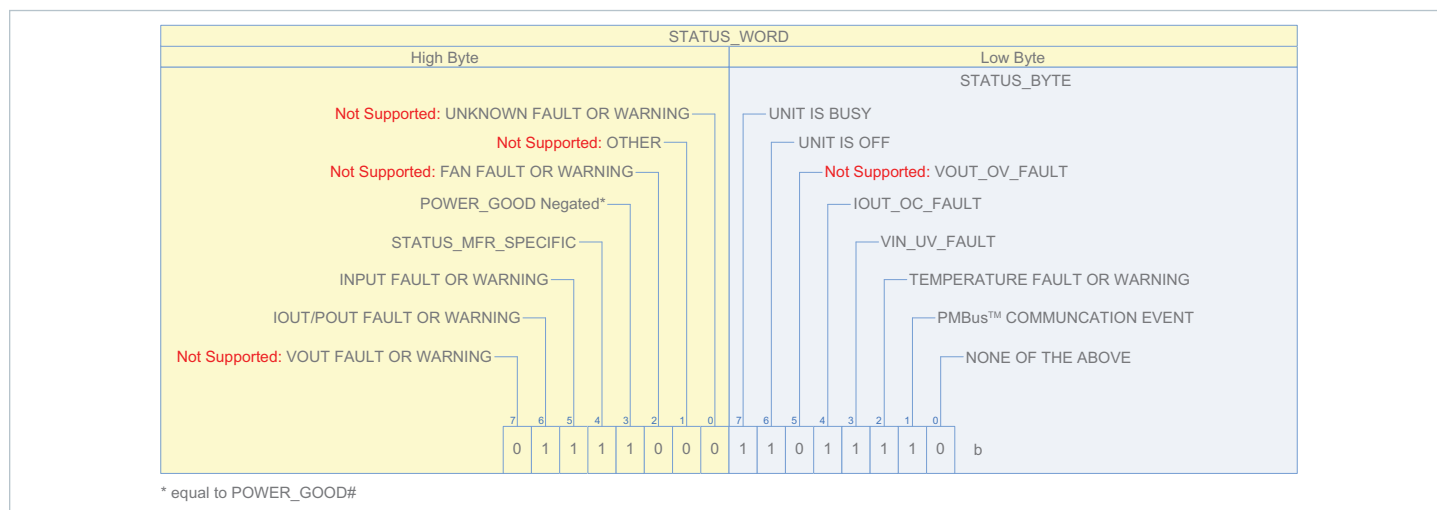 STATUS_WORD
High Byte
Low Byte
STATUS_BYTE
Not Supported: UNKNOWN FAULT OR WARNING
UNIT IS BUSY
Not Supported: OTHER
UNIT IS OFF
Not Supported: FAN FAULT OR WARNING
Not Supported: VOUT_OV_FAULT
POWER_GOOD Negated*
IOUT_OC_FAULT
STATUS_MFR_SPECIFIC
VIN_UV_FAULT
INPUT FAULT OR WARNING
TEMPERATURE FAULT OR WARNING
IOUT/POUT FAULT OR WARNING
PMBus™ COMMUNCATION EVENT
Not Supported: VOUT FAULT OR WARNING
NONE OF THE ABOVE
7 6 5 4 3 2 1 0 7 6 5 4 3 2 1 0
0 1 1 1 1 0 0 0 1 1 0 1 1 1 1 0 b
* equal to POWER_GOOD#